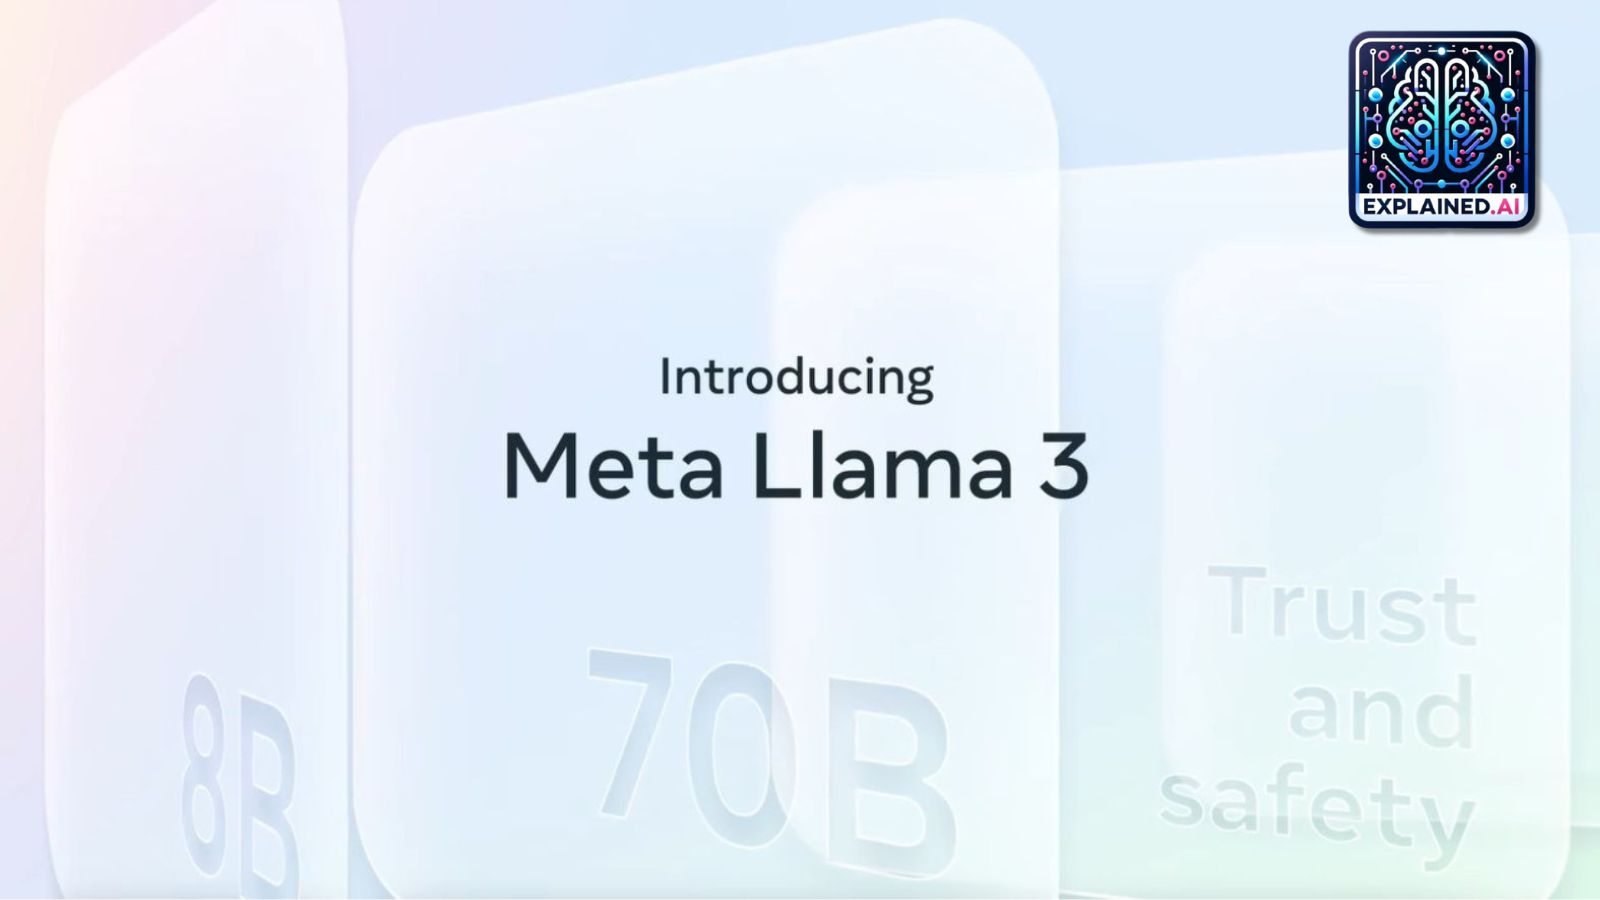 EXPLAINED.AI
Introducing
Meta Llama 3
8B
70B
Trust
and
safety